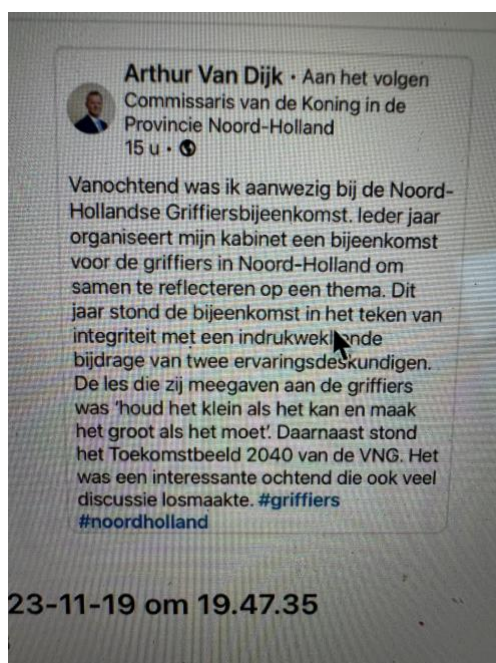 Arthur Van Dijk · Aan het volgen
Commissaris van de Koning in de
Provincie Noord-Holland
15 u ·
Vanochtend was ik aanwezig bij de Noord-
Hollandse Griffiersbijeenkomst. Ieder jaar
organiseert mijn kabinet een bijeenkomst
voor de griffiers in Noord-Holland om
samen te reflecteren op een thema. Dit
jaar stond de bijeenkomst in het teken van
integriteit met een indrukwekkende
bijdrage van twee ervaringsdeskundigen.
De les die zij meegaven aan de griffiers
was ‘houd het klein als het kan en maak
het groot als het moet’. Daarnaast stond
het Toekomstbeeld 2040 van de VNG. Het
was een interessante ochtend die ook veel
discussie losmaakte. #griffiers
#noordholland
23-11-19 om 19.47.35